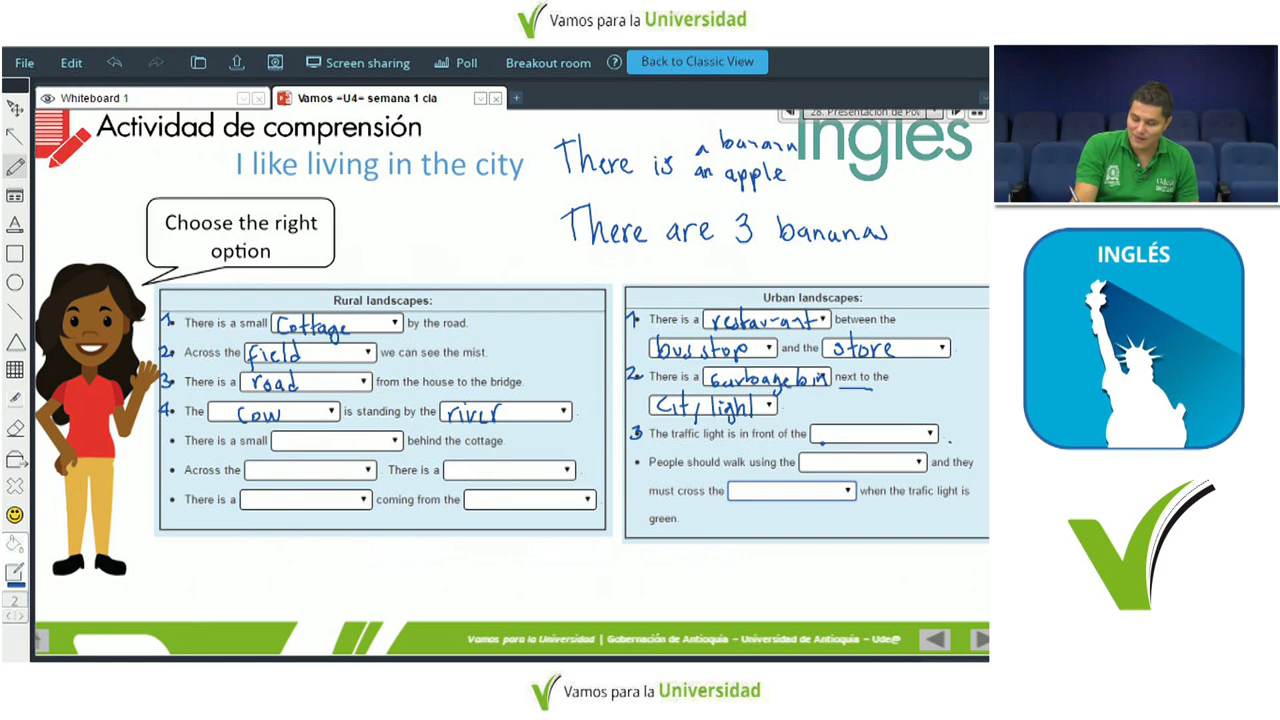 Vamos para la Universidad
File Edit Screen sharing Poll Breakout room ? Back to Classic View
Whiteboard 1 Vamos =U4= semana 1 cla
28. Presentación de Pov
Actividad de comprensión
Inglés
I like living in the city
There is a banana
an apple
There are 3 bananas
Choose the right
option
Rural landscapes:
1. There is a small Cottage by the road.
2. Across the field we can see the mist.
3. There is a road from the house to the bridge.
4. The cow is standing by the river
• There is a small behind the cottage.
• Across the . There is a .
• There is a coming from the .
Urban landscapes:
1. There is a restaurant between the
bus stop and the store .
2. There is a garbage bin next to the
City light .
3 The traffic light is in front of the .
• People should walk using the and they
must cross the when the trafic light is
green.
2
Vamos para la Universidad | Gobernación de Antioquia – Universidad de Antioquia – Ude@
INGLÉS
Vamos para la Universidad